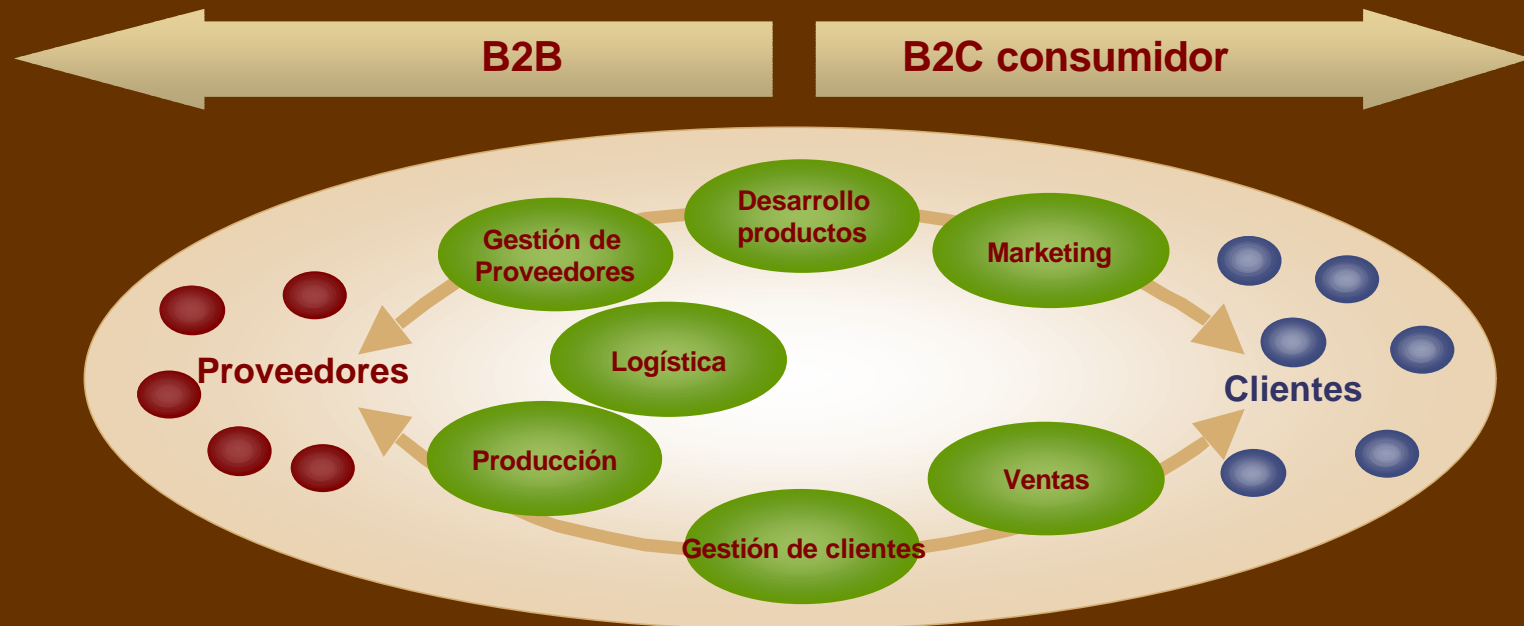 B2B
B2C consumidor
Desarrollo
productos
Gestión de
Proveedores
Marketing
Logística
Proveedores
Clientes
Producción
Ventas
Gestión de clientes